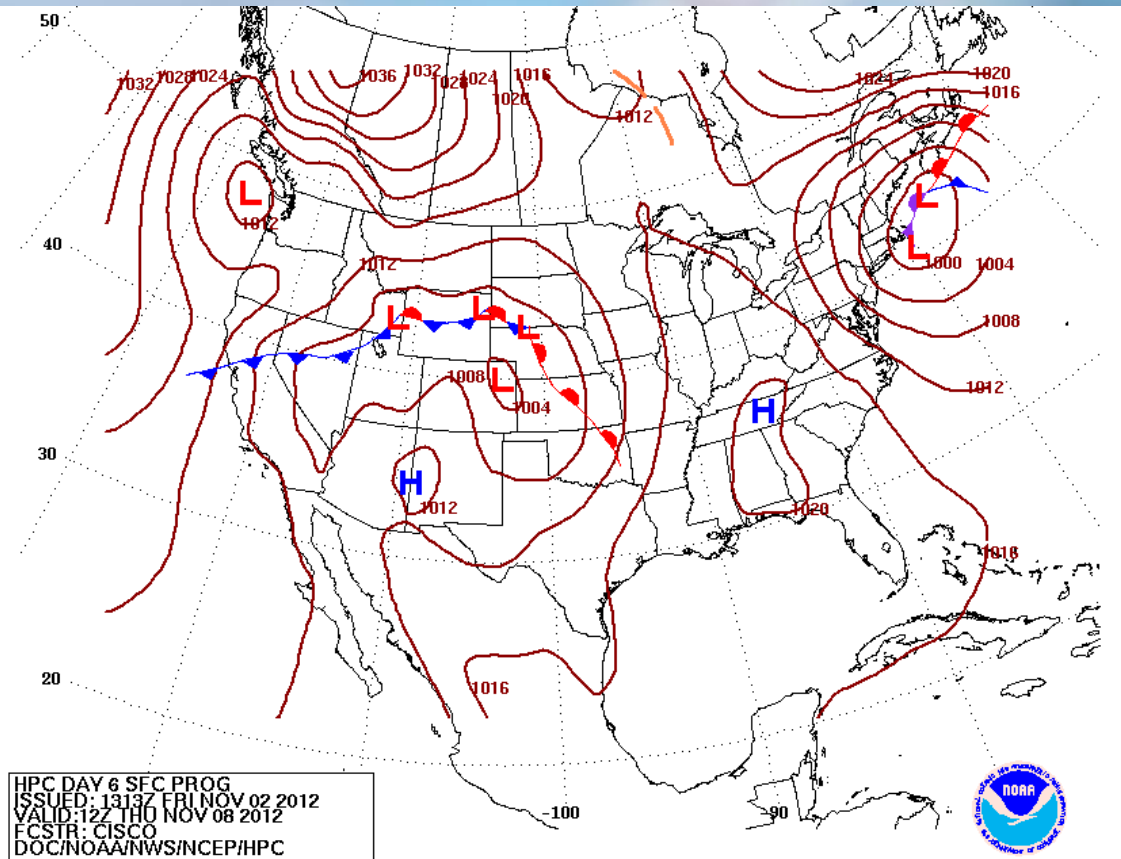 50
1032
1028
1024
1036
1032
1028
1024
1020
1016
1012
1024
1020
1016
L
1012
L
L
1000
1004
1008
1012
40
1012
L
L
L
1008
L
1004
H
30
H
1012
1020
1016
20
1016
-100
-90
HPC DAY 6 SFC PROG
ISSUED: 1313Z FRI NOV 02 2012
VALID:12Z THU NOV 08 2012
FCSTR: CISCO
DOC/NOAA/NWS/NCEP/HPC
NOAA